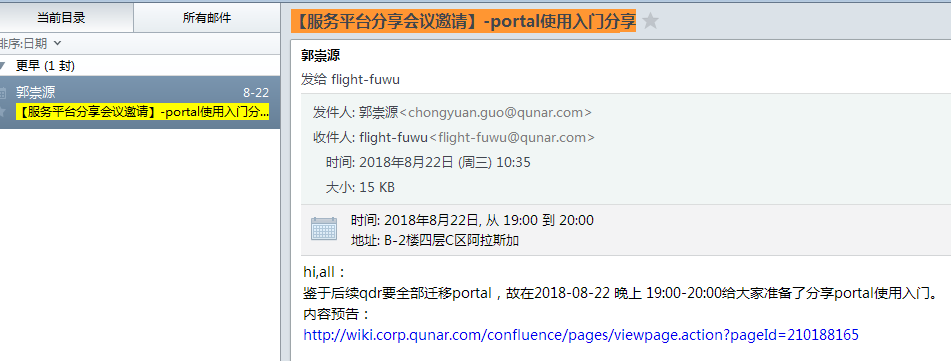 当前目录
所有邮件
排序:日期
更早 (1 封)
郭崇源
8-22
【服务平台分享会议邀请】-portal使用入门分...
【服务平台分享会议邀请】-portal使用入门分享
郭崇源
发给 flight-fuwu
发件人: 郭崇源<chongyuan.guo@qunar.com>
收件人: flight-fuwu<flight-fuwu@qunar.com>
时间: 2018年8月22日 (周三) 10:35
大小: 15 KB
时间: 2018年8月22日, 从 19:00 到 20:00
地址: B-2楼四层C区阿拉斯加
hi,all：
鉴于后续qdr要全部迁移portal，故在2018-08-22 晚上 19:00-20:00给大家准备了分享portal使用入门。
内容预告：
http://wiki.corp.qunar.com/confluence/pages/viewpage.action?pageId=210188165